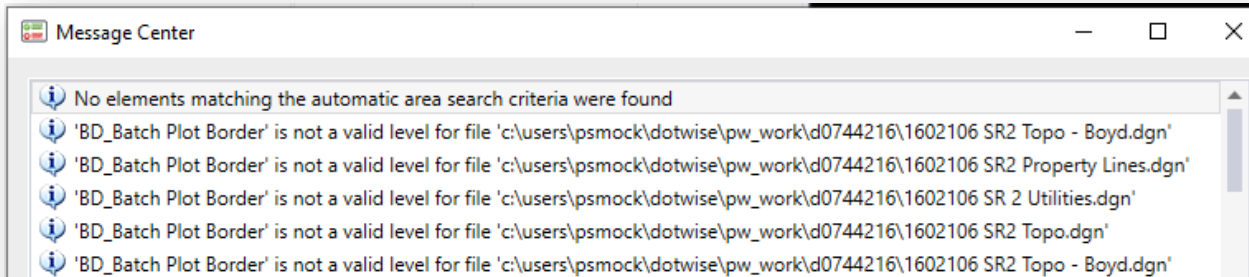 Message Center
No elements matching the automatic area search criteria were found
'BD_Batch Plot Border' is not a valid level for file 'c:\users\psmock\dotwise\pw_work\d0744216\1602106 SR2 Topo - Boyd.dgn'
'BD_Batch Plot Border' is not a valid level for file 'c:\users\psmock\dotwise\pw_work\d0744216\1602106 SR2 Property Lines.dgn'
'BD_Batch Plot Border' is not a valid level for file 'c:\users\psmock\dotwise\pw_work\d0744216\1602106 SR 2 Utilities.dgn'
'BD_Batch Plot Border' is not a valid level for file 'c:\users\psmock\dotwise\pw_work\d0744216\1602106 SR2 Topo.dgn'
'BD_Batch Plot Border' is not a valid level for file 'c:\users\psmock\dotwise\pw_work\d0744216\1602106 SR2 Topo - Boyd.dgn'